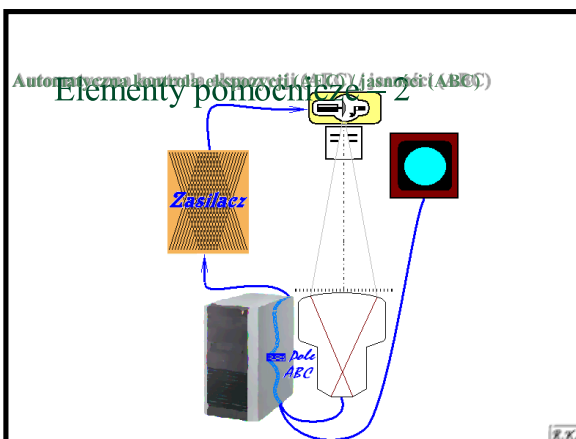 Automatyczna kontrola ekspozycji (AEC) / jasności (ABC)
Elementy pomocnicze – 2
Zasilacz
Pole
ABC